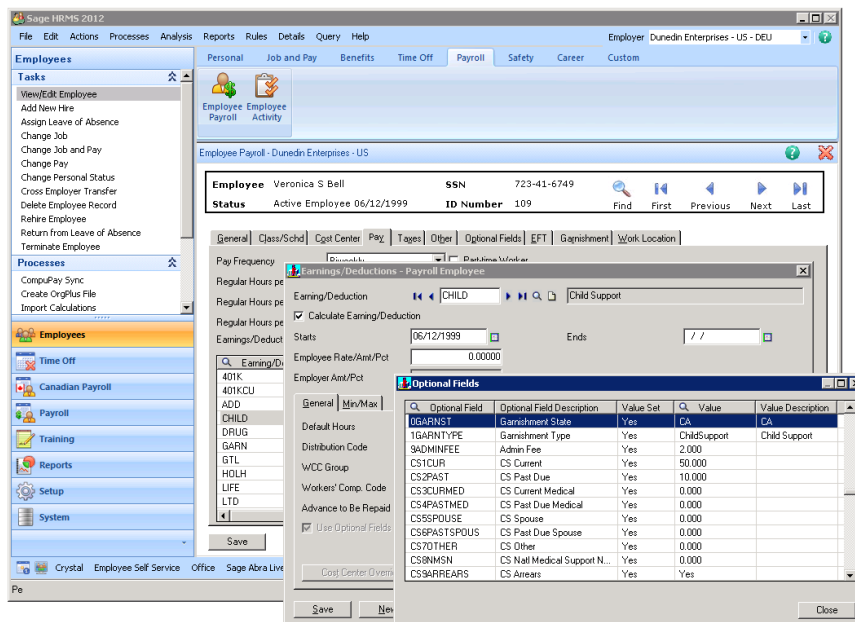 Sage HRMS 2012
File Edit Actions Processes Analysis Reports Rules Details Query Help
Employer Dunedin Enterprises - US - DEU
Employees
Tasks
View/Edit Employee
Add New Hire
Assign Leave of Absence
Change Job
Change Job and Pay
Change Pay
Change Personal Status
Cross Employer Transfer
Delete Employee Record
Rehire Employee
Return from Leave of Absence
Terminate Employee
Processes
CompuPay Sync
Create OrgPlus File
Import Calculations
Employees
Time Off
Canadian Payroll
Payroll
Training
Reports
Setup
System
Personal Job and Pay Benefits Time Off Payroll Safety Career Custom
Employee Payroll
Employee Activity
Employee Payroll - Dunedin Enterprises - US
Employee Veronica S Bell SSN 723-41-6749
Status Active Employee 06/12/1999 ID Number 109
Find First Previous Next Last
General Class/Schd Cost Center Pay Taxes Other Optional Fields EFT Garnishment Work Location
Pay Frequency Biweekly Part-time Worker
Regular Hours pe
Regular Hours pe
Regular Hours pe
Earnings/Deduct
Earning/De
401K
401KCU
ADD
CHILD
DRUG
GARN
GTL
HOLH
LIFE
LTD
Save
Earnings/Deductions - Payroll Employee
Earning/Deduction CHILD Child Support
Calculate Earning/Deduction
Starts 06/12/1999 Ends / /
Employee Rate/Amt/Pct 0.00000
Employer Amt/Pct
General Min/Max
Default Hours
Distribution Code
WCC Group
Workers' Comp. Code
Advance to Be Repaid
Use Optional Fields
Cost Center Overri
Save New
Optional Fields
Optional Field Optional Field Description Value Set Value Value Description
0GARNST Garnishment State Yes CA CA
1GARNTYPE Garnishment Type Yes ChildSupport Child Support
9ADMINFEE Admin Fee Yes 2.000
CS1CUR CS Current Yes 50.000
CS2PAST CS Past Due Yes 10.000
CS3CURMED CS Current Medical Yes 0.000
CS4PASTMED CS Past Due Medical Yes 0.000
CS5SPOUSE CS Spouse Yes 0.000
CS6PASTSPOUS CS Past Due Spouse Yes 0.000
CS7OTHER CS Other Yes 0.000
CS8NMSN CS Natl Medical Support N... Yes 0.000
CS9ARREARS CS Arrears Yes Yes
Close
Crystal Employee Self Service Office Sage Abra Live
Pe